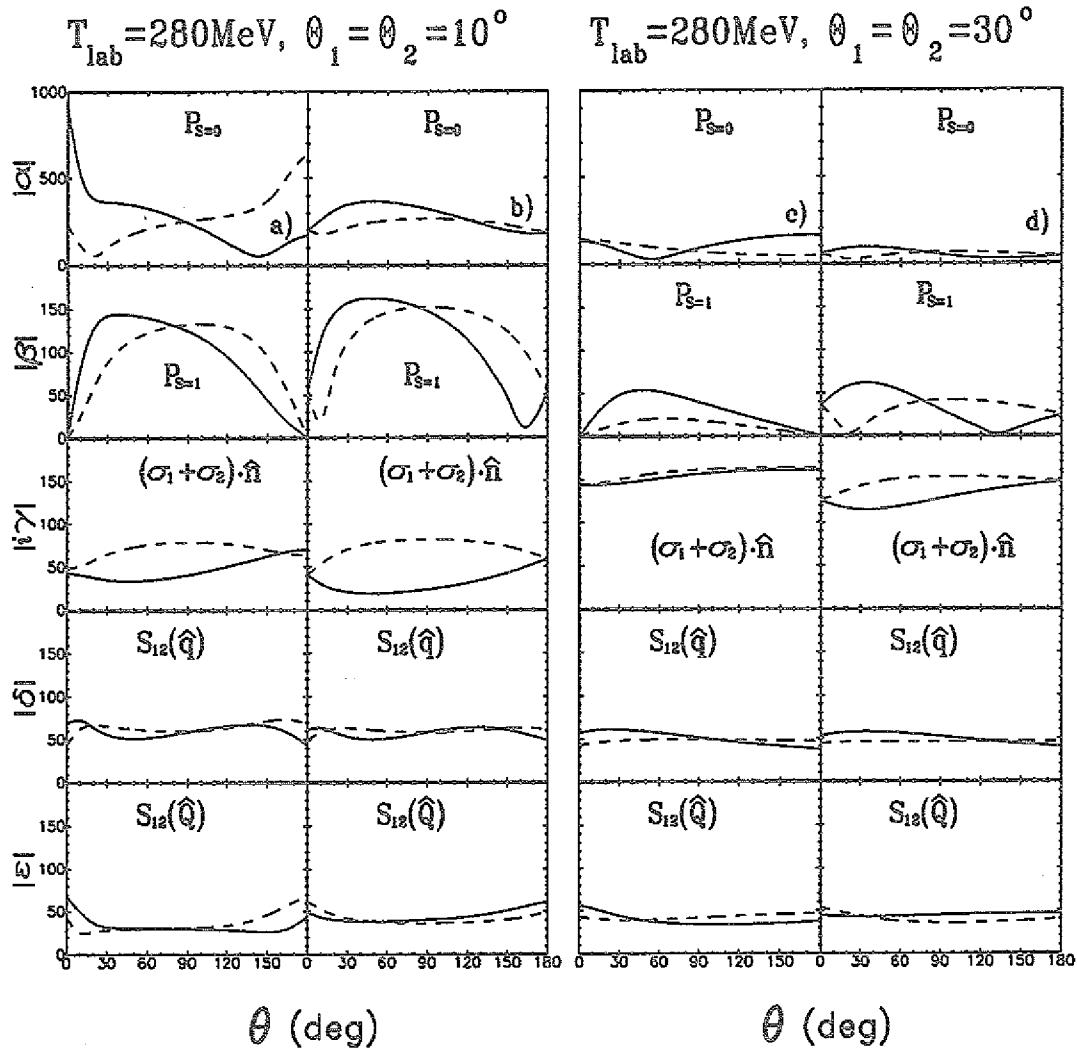 T_lab=280MeV, θ_1=θ_2=10°
T_lab=280MeV, θ_1=θ_2=30°
|α|
1000
500
0
P_S=0
a)
P_S=0
b)
P_S=0
c)
P_S=0
d)
|β|
150
100
50
0
P_S=1
P_S=1
P_S=1
P_S=1
|iγ|
150
100
50
0
(σ_1+σ_2)·n̂
(σ_1+σ_2)·n̂
(σ_1+σ_2)·n̂
(σ_1+σ_2)·n̂
|δ|
150
100
50
0
S_12(q̂)
S_12(q̂)
S_12(q̂)
S_12(q̂)
|ε|
150
100
50
0
S_12(Q̂)
S_12(Q̂)
S_12(Q̂)
S_12(Q̂)
0 30 60 90 120 150 0 30 60 90 120 150 180
0 30 60 90 120 150 0 30 60 90 120 150 180
θ (deg)
θ (deg)